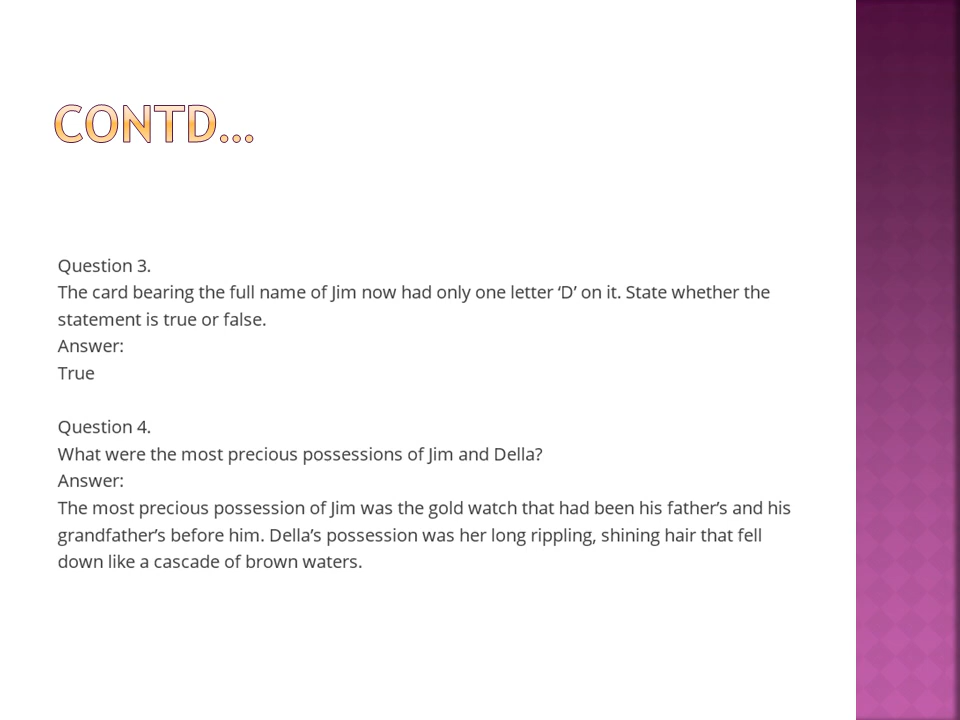 CONTD…
Question 3.
The card bearing the full name of Jim now had only one letter ‘D’ on it. State whether the
statement is true or false.
Answer:
True
Question 4.
What were the most precious possessions of Jim and Della?
Answer:
The most precious possession of Jim was the gold watch that had been his father’s and his
grandfather’s before him. Della’s possession was her long rippling, shining hair that fell
down like a cascade of brown waters.